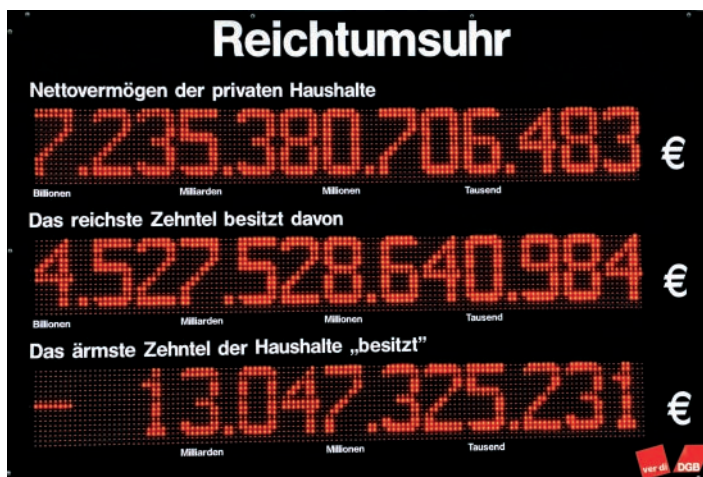 Reichtumsuhr
Nettovermögen der privaten Haushalte
7.235.380.706.483 €
Billionen Milliarden Millionen Tausend
Das reichste Zehntel besitzt davon
4.527.528.640.984 €
Billionen Milliarden Millionen Tausend
Das ärmste Zehntel der Haushalte „besitzt”
- 13.047.325.231 €
Milliarden Millionen Tausend
ver di DGB